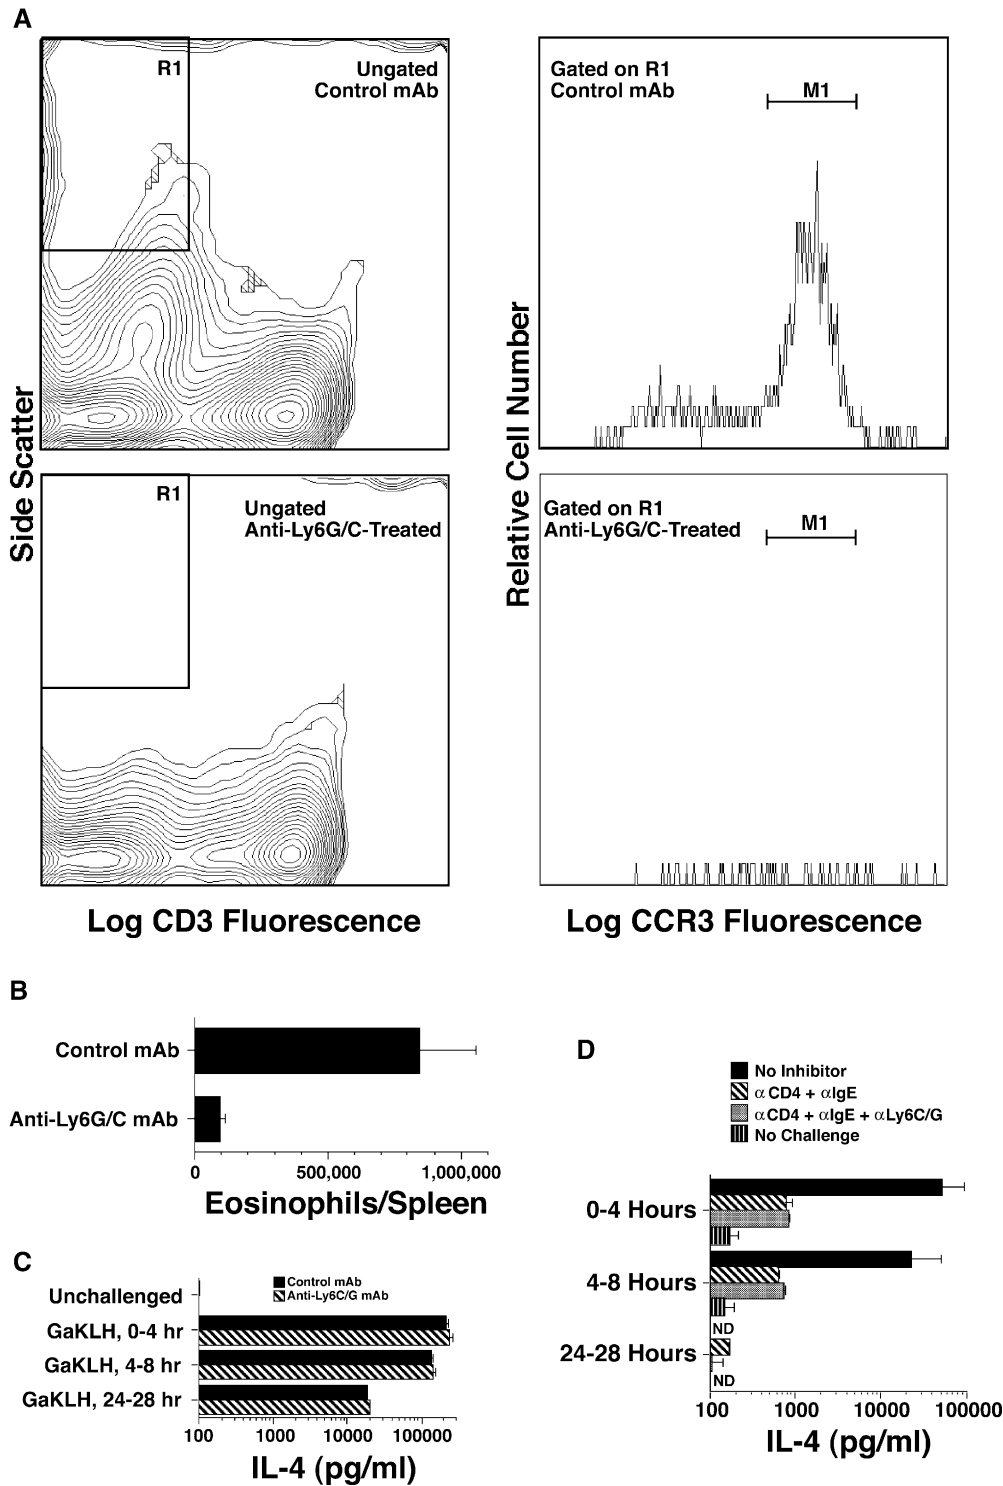 A
R1
Ungated
Control mAb
Gated on R1
Control mAb
M1
Side Scatter
Relative Cell Number
R1
Ungated
Anti-Ly6G/C-Treated
Gated on R1
Anti-Ly6G/C-Treated
M1
Log CD3 Fluorescence
Log CCR3 Fluorescence
B
Control mAb
Anti-Ly6G/C mAb
0 500,000 1,000,000
Eosinophils/Spleen
C
Control mAb
Anti-Ly6C/G mAb
Unchallenged
GaKLH, 0-4 hr
GaKLH, 4-8 hr
GaKLH, 24-28 hr
100 1000 10000 100000
IL-4 (pg/ml)
D
No Inhibitor
αCD4 + αIgE
αCD4 + αIgE + αLy6C/G
No Challenge
0-4 Hours
4-8 Hours
ND
24-28 Hours
ND
100 1000 10000 100000
IL-4 (pg/ml)